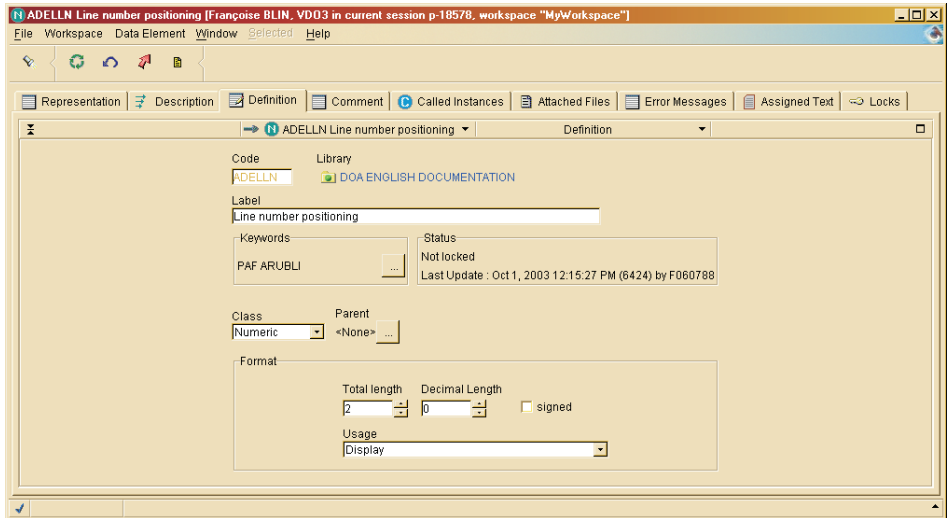 N ADELLN Line number positioning [Françoise BLIN, VDO3 in current session p-18578, workspace "MyWorkspace"]
File Workspace Data Element Window Selected Help
Representation Description Definition Comment C Called Instances Attached Files Error Messages Assigned Text Locks
N ADELLN Line number positioning Definition
Code Library
ADELLN DOA ENGLISH DOCUMENTATION
Label
Line number positioning
Keywords Status
Not locked
PAF ARUBLI ...
Last Update : Oct 1, 2003 12:15:27 PM (6424) by F060788
Class Parent
Numeric <None> ...
Format
Total length Decimal Length
2 0 signed
Usage
Display